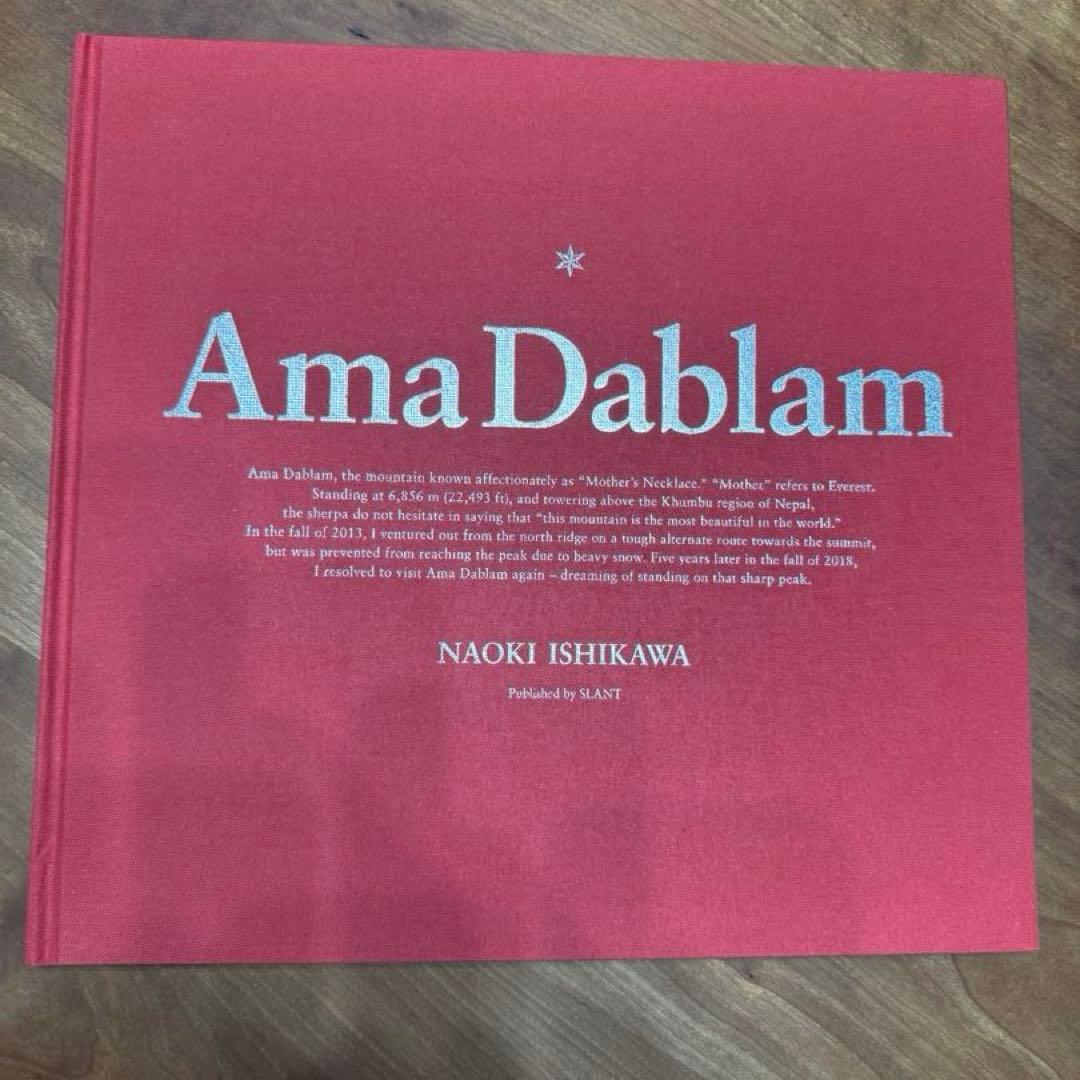 Ama Dablam
Ama Dablam, the mountain known affectionately as “Mother’s Necklace.” “Mother” refers to Everest.
Standing at 6,856 m (22,493 ft), and towering above the Khumbu region of Nepal,
the sherpa do not hesitate in saying that “this mountain is the most beautiful in the world.”
In the fall of 2013, I ventured out from the north ridge on a tough alternate route towards the summit,
but was prevented from reaching the peak due to heavy snow. Five years later in the fall of 2018,
I resolved to visit Ama Dablam again – dreaming of standing on that sharp peak.
NAOKI ISHIKAWA
Published by SLANT